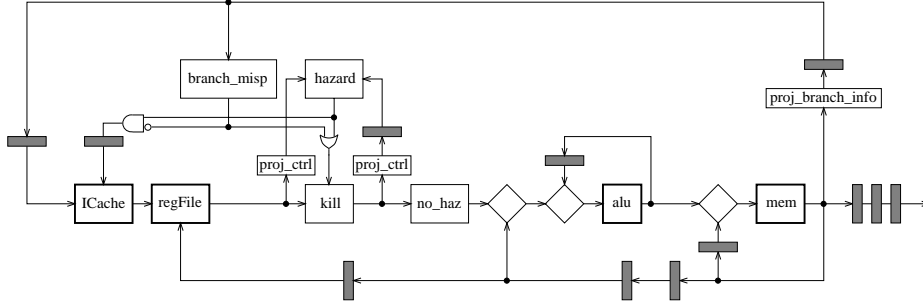 branch_misp
hazard
proj_branch_info
proj_ctrl
proj_ctrl
ICache
regFile
kill
no_haz
alu
mem